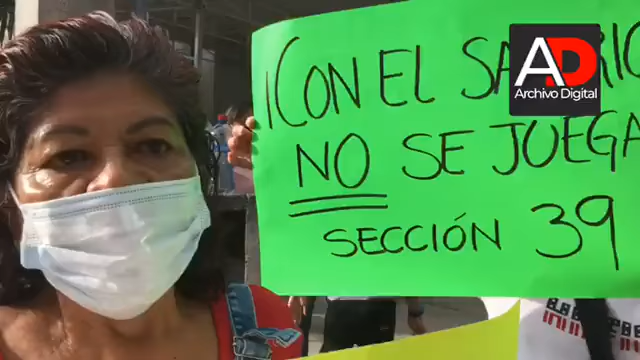 ¡CON EL
NO SE JUEGA
SECCIÓN 39
AD
Archivo Digital